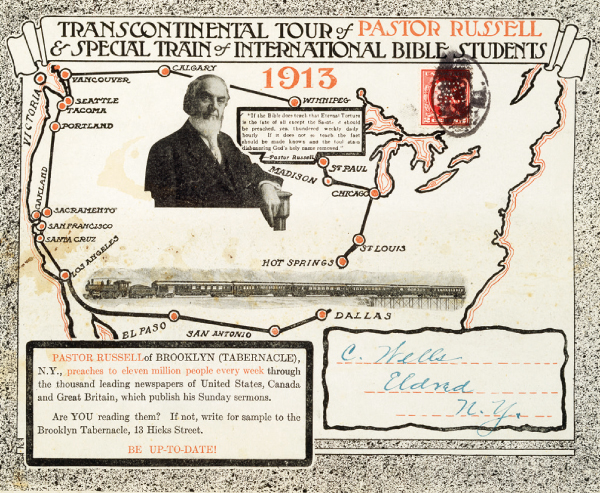 TRANSCONTINENTAL TOUR of PASTOR RUSSELL
& SPECIAL TRAIN of INTERNATIONAL BIBLE STUDENTS
1913
VICTORIA
VANCOUVER
CALGARY
WINNIPEG
SEATTLE
TACOMA
PORTLAND
"If the Bible does teach that Eternal Torture
is the fate of all except the Saints it should
be preached, yea, thundered weekly daily
hourly If it does not so teach the fact
should be made known and the foul stain
dishonoring God's holy name removed"
—Pastor Russell
ST PAUL
MADISON
CHICAGO
OAKLAND
SACRAMENTO
SAN FRANCISCO
SANTA CRUZ
LOS ANGELES
ST LOUIS
HOT SPRINGS
EL PASO
SAN ANTONIO
DALLAS
PASTOR RUSSELL of BROOKLYN (TABERNACLE),
N.Y., preaches to eleven million people every week through
the thousand leading newspapers of United States, Canada
and Great Britain, which publish his Sunday sermons.
Are YOU reading them? If not, write for sample to the
Brooklyn Tabernacle, 13 Hicks Street.
BE UP-TO-DATE!
C. Wells
Eldred
N.Y.